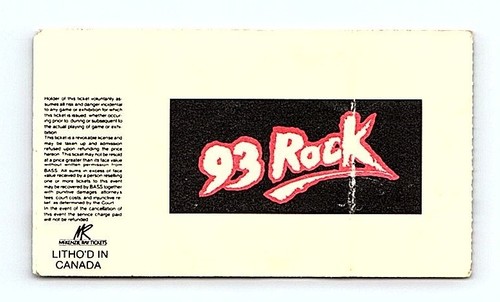 Holder of this ticket voluntarily as-
sumes all risk and danger incidental
to any game or exhibition for which
this ticket is issued whether occur-
ing prior to, during or subsequent to
the actual playing of game or exhi-
bition
This ticket is a revokable license and
may be taken up and admission
refused upon refunding the price
hereon. This ticket may not be resold
at a price greater than its face value
without written permission from
BASS. All sums in excess of face
value received by a person reselling
one or more tickets to this event
may be recovered by BASS together
with punitive damages, attorneys
fees, court costs, and injunctive re-
lief, as determined by the Court.
In the event of the cancellation of
this event the service charge paid
will not be refunded
MCKENZIE RAY TICKETS
LITHO'D IN
CANADA
93 Rock